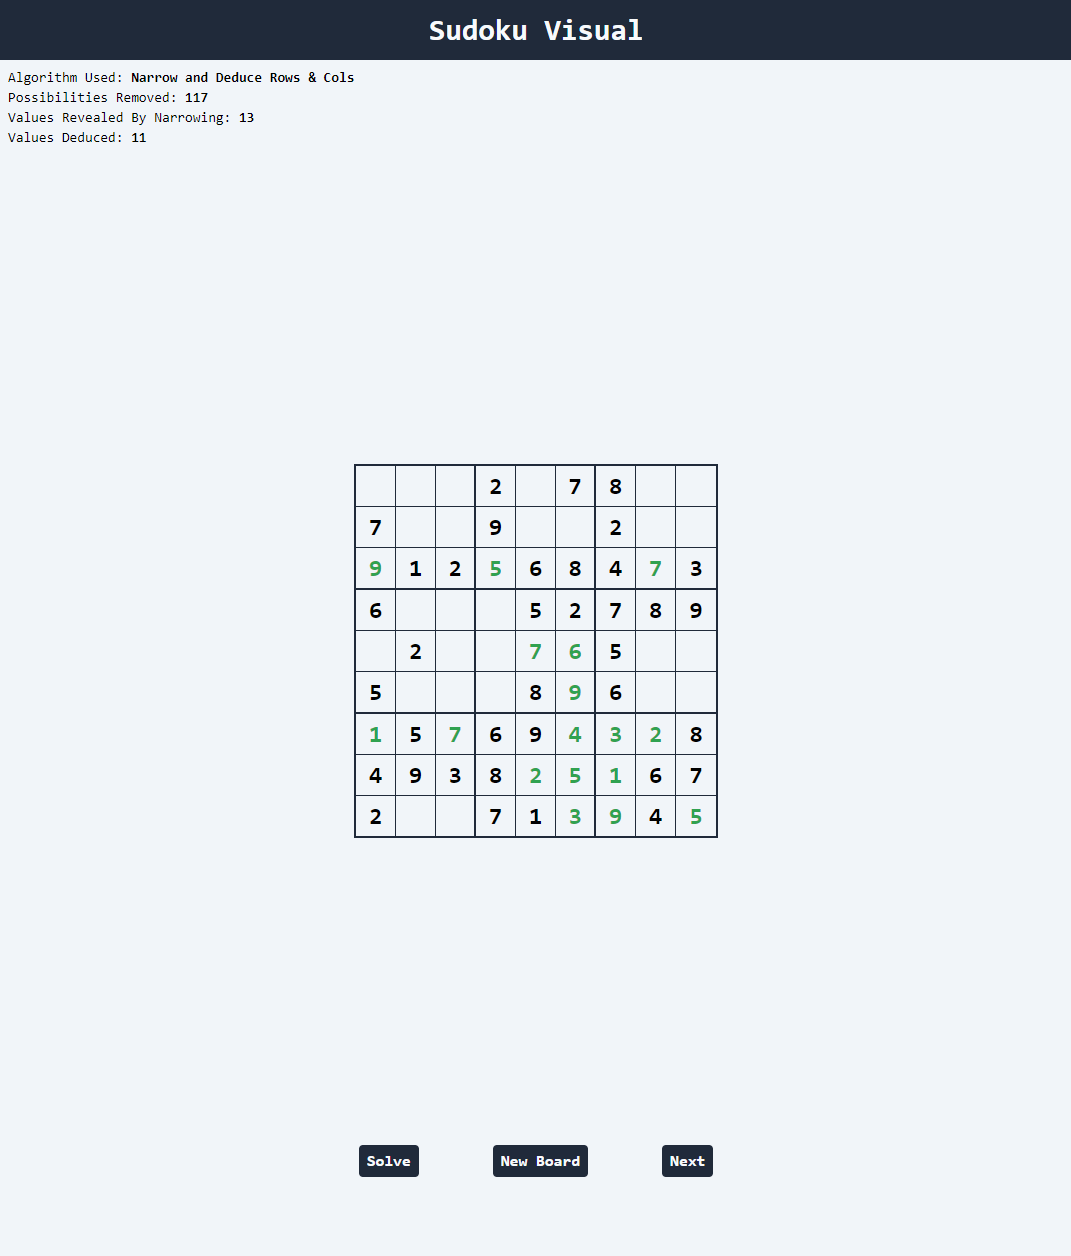 Sudoku Visual
Algorithm Used: Narrow and Deduce Rows & Cols
Possibilities Removed: 117
Values Revealed By Narrowing: 13
Values Deduced: 11
2 7 8
7 9 2
9 1 2 5 6 8 4 7 3
6 5 2 7 8 9
2 7 6 5
5 8 9 6
1 5 7 6 9 4 3 2 8
4 9 3 8 2 5 1 6 7
2 7 1 3 9 4 5
Solve New Board Next